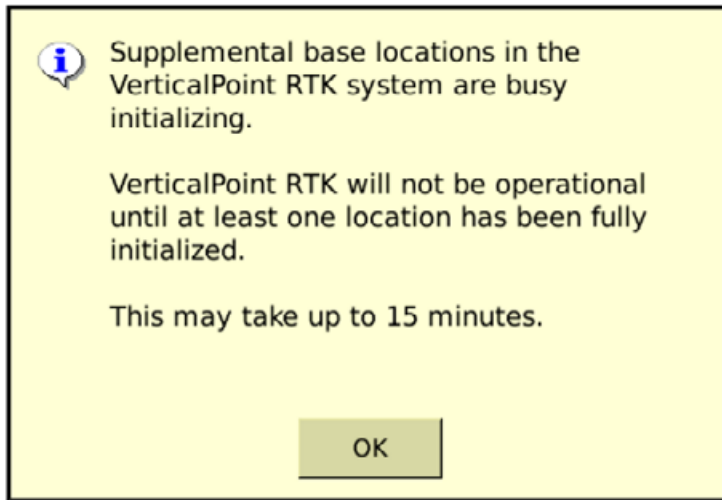 Supplemental base locations in the
VerticalPoint RTK system are busy
initializing.
VerticalPoint RTK will not be operational
until at least one location has been fully
initialized.
This may take up to 15 minutes.
OK